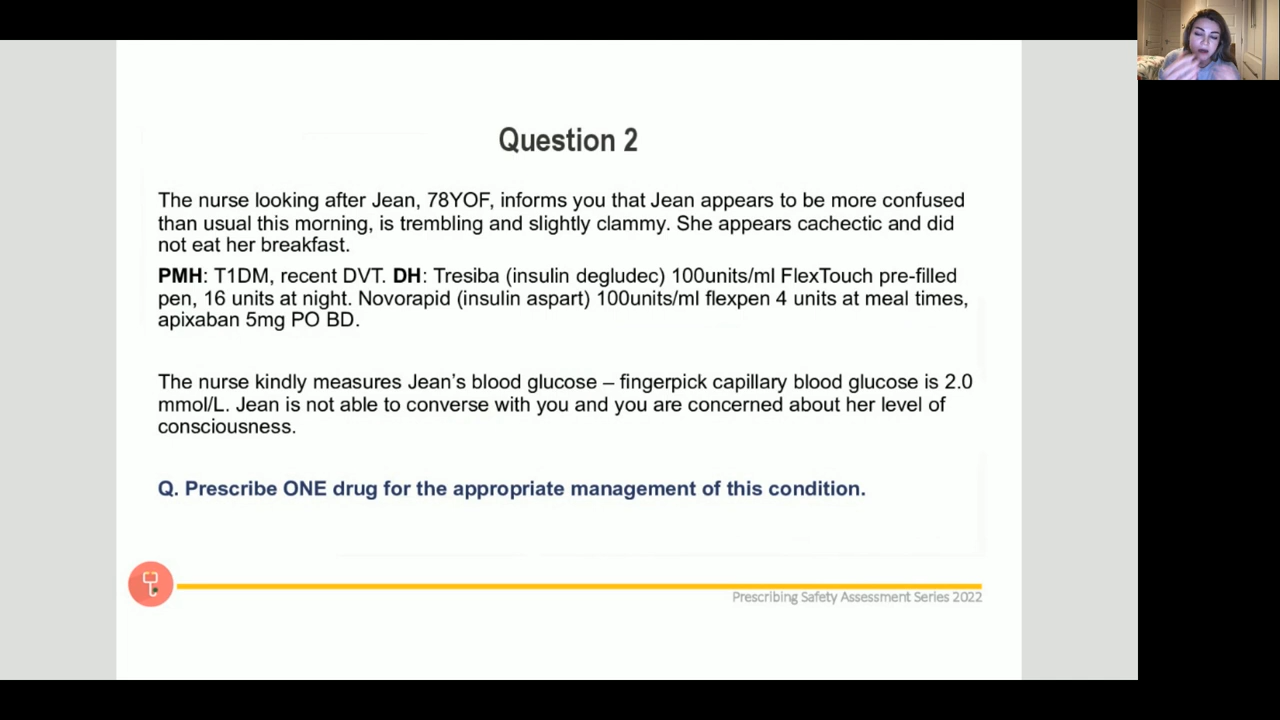 Question 2
The nurse looking after Jean, 78YOF, informs you that Jean appears to be more confused
than usual this morning, is trembling and slightly clammy. She appears cachectic and did
not eat her breakfast.
PMH: T1DM, recent DVT. DH: Tresiba (insulin degludec) 100units/ml FlexTouch pre-filled
pen, 16 units at night. Novorapid (insulin aspart) 100units/ml flexpen 4 units at meal times,
apixaban 5mg PO BD.
The nurse kindly measures Jean’s blood glucose – fingerpick capillary blood glucose is 2.0
mmol/L. Jean is not able to converse with you and you are concerned about her level of
consciousness.
Q. Prescribe ONE drug for the appropriate management of this condition.
Prescribing Safety Assessment Series 2022